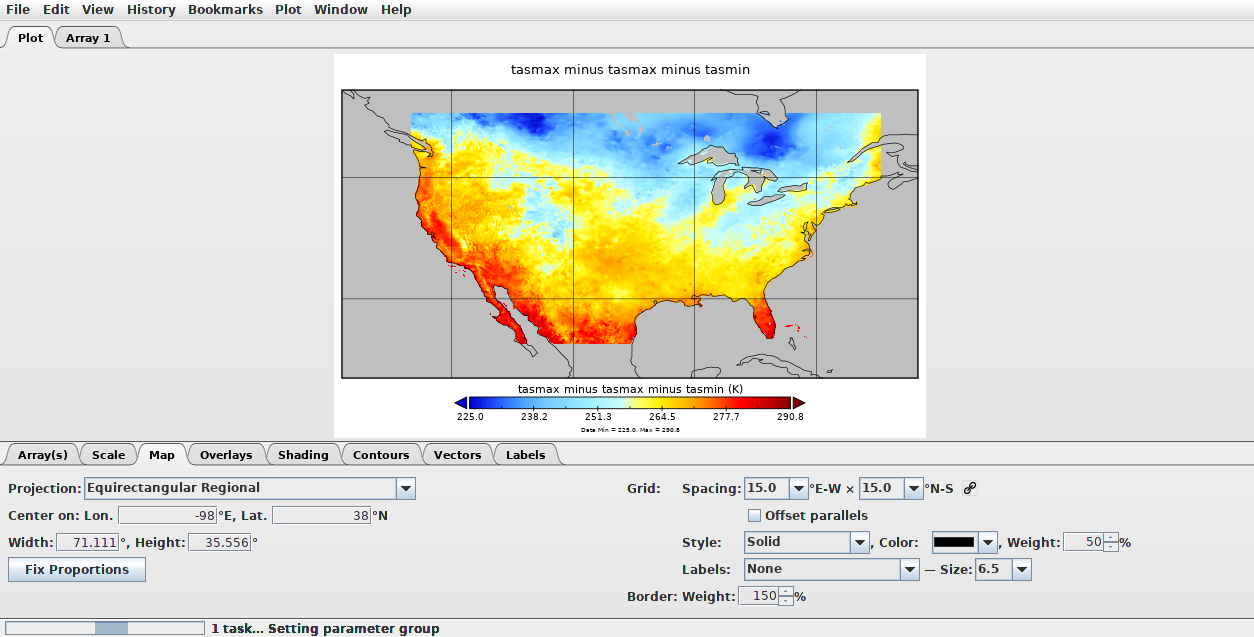 File Edit View History Bookmarks Plot Window Help
Plot Array 1
tasmax minus tasmax minus tasmin
tasmax minus tasmax minus tasmin (K)
225.0 238.2 251.3 264.5 277.7 290.8
Data Min = 225.0, Max = 290.8
Array(s) Scale Map Overlays Shading Contours Vectors Labels
Projection: Equirectangular Regional
Grid: Spacing: 15.0 °E-W × 15.0 °N-S
Center on: Lon. -98 °E, Lat. 38 °N
Offset parallels
Width: 71.111 °, Height: 35.556 °
Style: Solid , Color: , Weight: 50 %
Fix Proportions
Labels: None — Size: 6.5
Border: Weight: 150 %
1 task... Setting parameter group